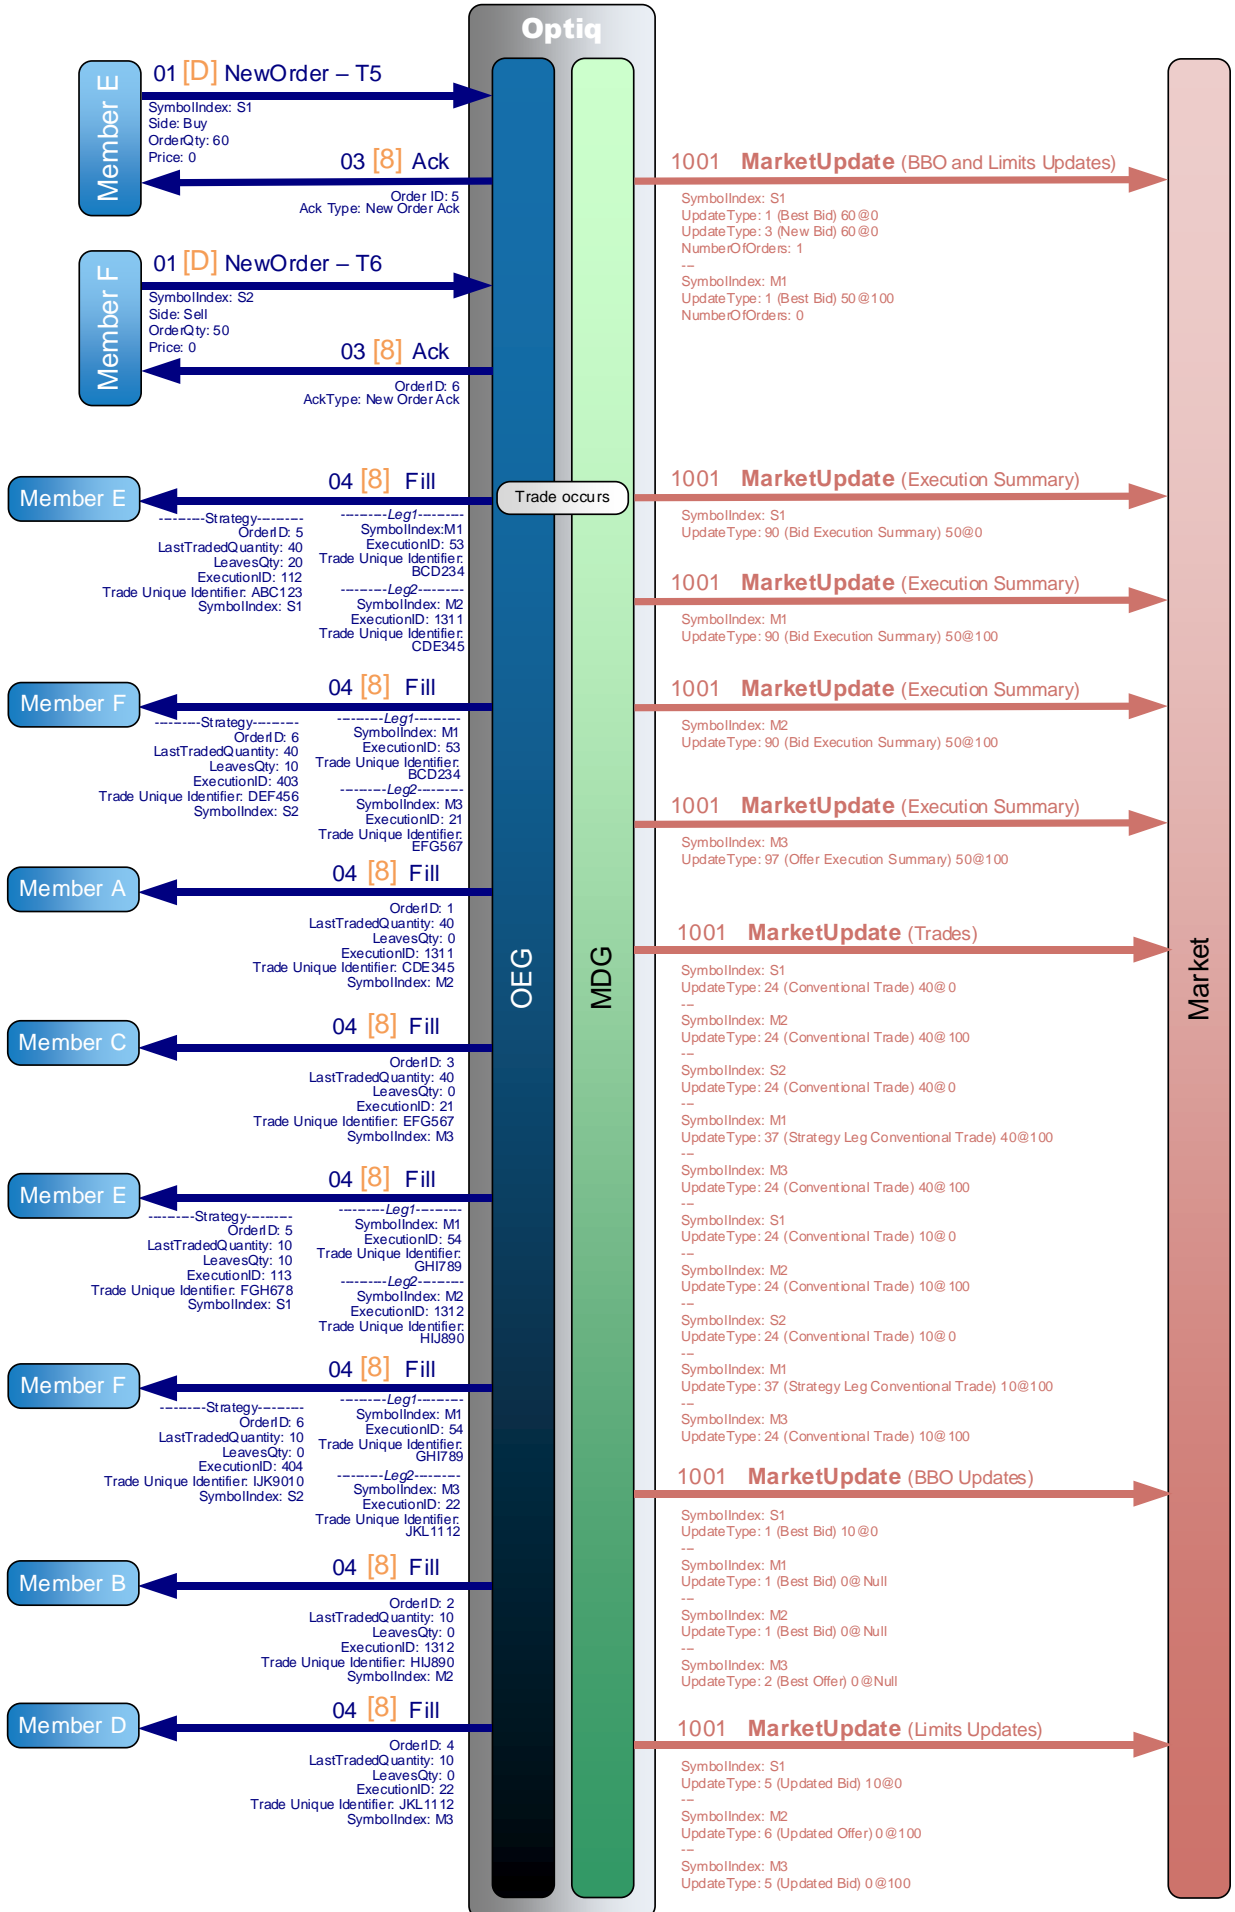 Optiq
Member E
01 [D] NewOrder – T5
SymbolIndex: S1
Side: Buy
OrderQty: 60
Price: 0
03 [8] Ack
Order ID: 5
Ack Type: New Order Ack
Member F
01 [D] NewOrder – T6
SymbolIndex: S2
Side: Sell
OrderQty: 50
Price: 0
03 [8] Ack
OrderID: 6
AckType: New Order Ack
Member E
04 [8] Fill
----------Strategy----------
OrderID: 5
LastTradedQuantity: 40
LeavesQty: 20
ExecutionID: 112
Trade Unique Identifier: ABC123
SymbolIndex: S1
----------Leg1----------
SymbolIndex:M1
ExecutionID: 53
Trade Unique Identifier:
BCD234
----------Leg2----------
SymbolIndex: M2
ExecutionID: 1311
Trade Unique Identifier:
CDE345
Member F
04 [8] Fill
----------Strategy----------
OrderID: 6
LastTradedQuantity: 40
LeavesQty: 10
ExecutionID: 403
Trade Unique Identifier: DEF456
SymbolIndex: S2
----------Leg1----------
SymbolIndex: M1
ExecutionID: 53
Trade Unique Identifier:
BCD234
----------Leg2----------
SymbolIndex: M3
ExecutionID: 21
Trade Unique Identifier:
EFG567
Member A
04 [8] Fill
OrderID: 1
LastTradedQuantity: 40
LeavesQty: 0
ExecutionID: 1311
Trade Unique Identifier: CDE345
SymbolIndex: M2
Member C
04 [8] Fill
OrderID: 3
LastTradedQuantity: 40
LeavesQty: 0
ExecutionID: 21
Trade Unique Identifier: EFG567
SymbolIndex: M3
Member E
04 [8] Fill
----------Strategy----------
OrderID: 5
LastTradedQuantity: 10
LeavesQty: 10
ExecutionID: 113
Trade Unique Identifier: FGH678
SymbolIndex: S1
----------Leg1----------
SymbolIndex: M1
ExecutionID: 54
Trade Unique Identifier:
GHI789
----------Leg2----------
SymbolIndex: M2
ExecutionID: 1312
Trade Unique Identifier:
HIJ890
Member F
04 [8] Fill
----------Strategy----------
OrderID: 6
LastTradedQuantity: 10
LeavesQty: 0
ExecutionID: 404
Trade Unique Identifier: IJK9010
SymbolIndex: S2
----------Leg1----------
SymbolIndex: M1
ExecutionID: 54
Trade Unique Identifier:
GHI789
----------Leg2----------
SymbolIndex: M3
ExecutionID: 22
Trade Unique Identifier:
JKL1112
Member B
04 [8] Fill
OrderID: 2
LastTradedQuantity: 10
LeavesQty: 0
ExecutionID: 1312
Trade Unique Identifier: HIJ890
SymbolIndex: M2
Member D
04 [8] Fill
OrderID: 4
LastTradedQuantity: 10
LeavesQty: 0
ExecutionID: 22
Trade Unique Identifier: JKL1112
SymbolIndex: M3
OEG
MDG
Trade occurs
1001 MarketUpdate (BBO and Limits Updates)
SymbolIndex: S1
UpdateType: 1 (Best Bid) 60@0
UpdateType: 3 (New Bid) 60@0
NumberOfOrders: 1
---
SymbolIndex: M1
UpdateType: 1 (Best Bid) 50@100
NumberOfOrders: 0
1001 MarketUpdate (Execution Summary)
SymbolIndex: S1
UpdateType: 90 (Bid Execution Summary) 50@0
1001 MarketUpdate (Execution Summary)
SymbolIndex: M1
UpdateType: 90 (Bid Execution Summary) 50@100
1001 MarketUpdate (Execution Summary)
SymbolIndex: M2
UpdateType: 90 (Bid Execution Summary) 50@100
1001 MarketUpdate (Execution Summary)
SymbolIndex: M3
UpdateType: 97 (Offer Execution Summary) 50@100
1001 MarketUpdate (Trades)
SymbolIndex: S1
UpdateType: 24 (Conventional Trade) 40@0
---
SymbolIndex: M2
UpdateType: 24 (Conventional Trade) 40@100
---
SymbolIndex: S2
UpdateType: 24 (Conventional Trade) 40@0
---
SymbolIndex: M1
UpdateType: 37 (Strategy Leg Conventional Trade) 40@100
---
SymbolIndex: M3
UpdateType: 24 (Conventional Trade) 40@100
---
SymbolIndex: S1
UpdateType: 24 (Conventional Trade) 10@0
---
SymbolIndex: M2
UpdateType: 24 (Conventional Trade) 10@100
---
SymbolIndex: S2
UpdateType: 24 (Conventional Trade) 10@0
---
SymbolIndex: M1
UpdateType: 37 (Strategy Leg Conventional Trade) 10@100
---
SymbolIndex: M3
UpdateType: 24 (Conventional Trade) 10@100
1001 MarketUpdate (BBO Updates)
SymbolIndex: S1
UpdateType: 1 (Best Bid) 10@0
---
SymbolIndex: M1
UpdateType: 1 (Best Bid) 0@Null
---
SymbolIndex: M2
UpdateType: 1 (Best Bid) 0@Null
---
SymbolIndex: M3
UpdateType: 2 (Best Offer) 0@Null
1001 MarketUpdate (Limits Updates)
SymbolIndex: S1
UpdateType: 5 (Updated Bid) 10@0
---
SymbolIndex: M2
UpdateType: 6 (Updated Offer) 0@100
---
SymbolIndex: M3
UpdateType: 5 (Updated Bid) 0@100
Market